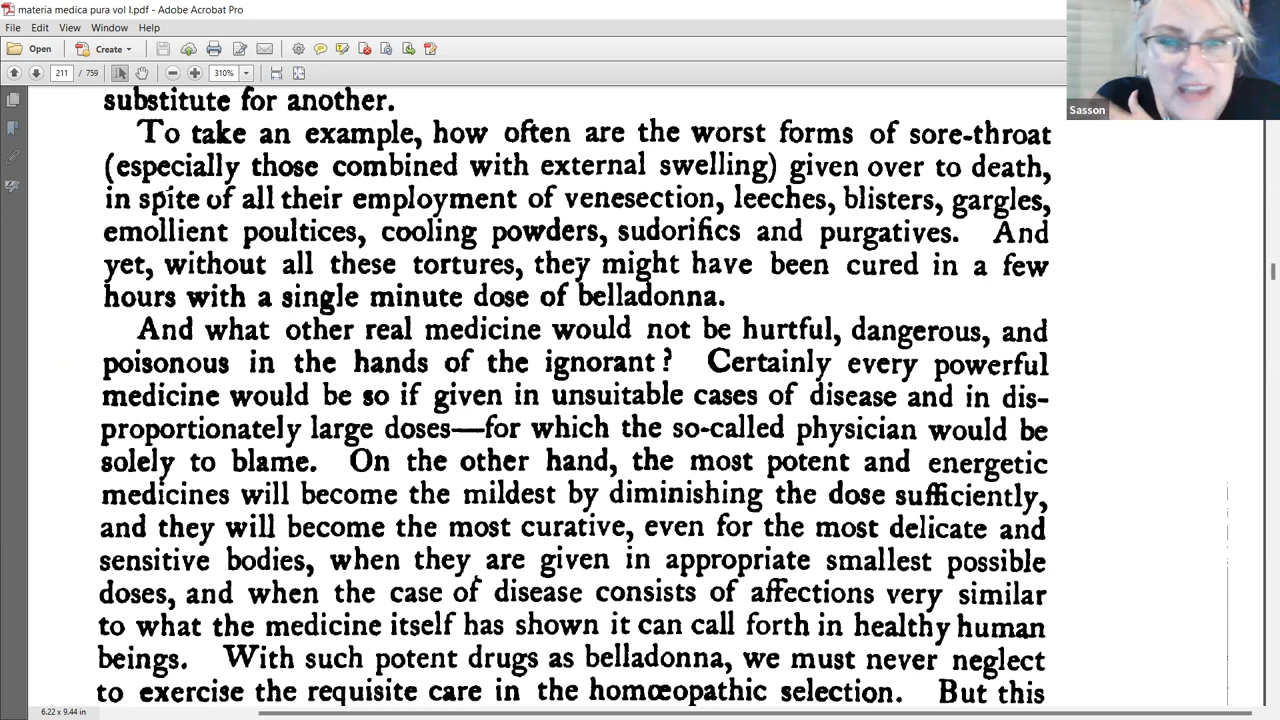 materia medica pura vol I.pdf - Adobe Acrobat Pro
File Edit View Window Help
Open Create
211 / 759 310%
Sasson
substitute for another.
To take an example, how often are the worst forms of sore-throat
(especially those combined with external swelling) given over to death,
in spite of all their employment of venesection, leeches, blisters, gargles,
emollient poultices, cooling powders, sudorifics and purgatives. And
yet, without all these tortures, they might have been cured in a few
hours with a single minute dose of belladonna.
And what other real medicine would not be hurtful, dangerous, and
poisonous in the hands of the ignorant? Certainly every powerful
medicine would be so if given in unsuitable cases of disease and in dis-
proportionately large doses—for which the so-called physician would be
solely to blame. On the other hand, the most potent and energetic
medicines will become the mildest by diminishing the dose sufficiently,
and they will become the most curative, even for the most delicate and
sensitive bodies, when they are given in appropriate smallest possible
doses, and when the case of disease consists of affections very similar
to what the medicine itself has shown it can call forth in healthy human
beings. With such potent drugs as belladonna, we must never neglect
to exercise the requisite care in the homœopathic selection. But this
6.22 x 9.44 in